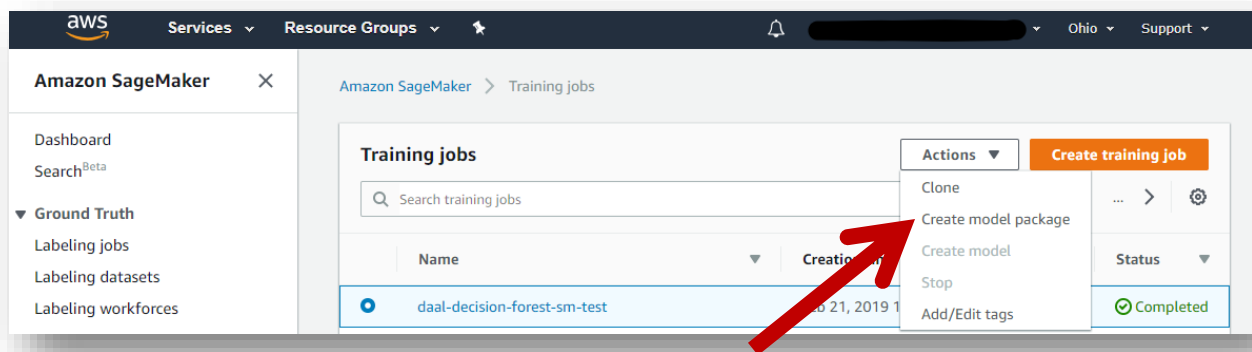 aws Services Resource Groups Ohio Support
Amazon SageMaker
Amazon SageMaker > Training jobs
Dashboard
Search Beta
Ground Truth
Labeling jobs
Labeling datasets
Labeling workforces
Training jobs Actions Create training job
Search training jobs ...
Clone
Create model package
Create model
Stop
Add/Edit tags
Name Status
daal-decision-forest-sm-test 21, 2019 Completed